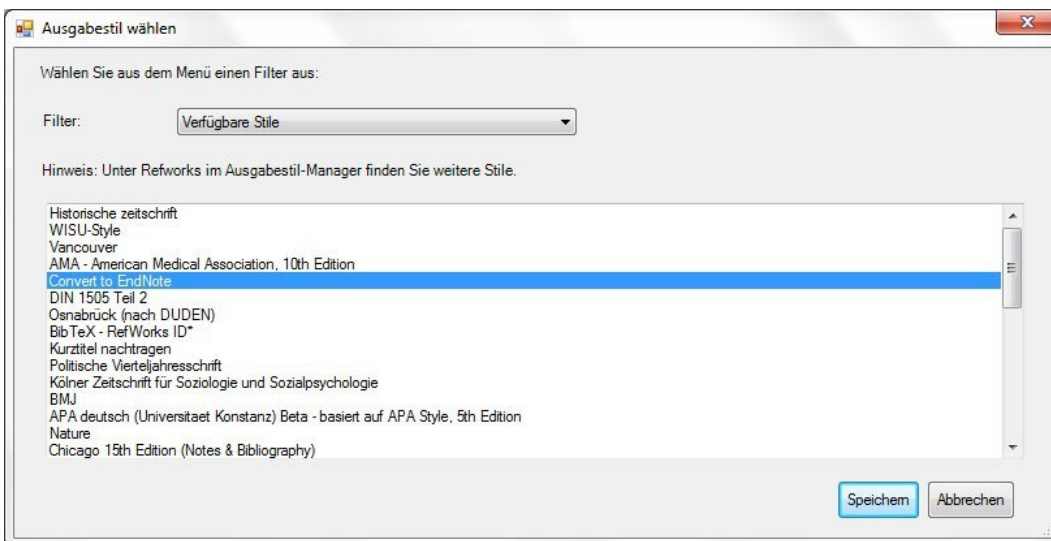 Ausgabestil wählen
Wählen Sie aus dem Menü einen Filter aus:
Filter: Verfügbare Stile
Hinweis: Unter Refworks im Ausgabestil-Manager finden Sie weitere Stile.
Historische zeitschrift
WISU-Style
Vancouver
AMA - American Medical Association, 10th Edition
Convert to EndNote
DIN 1505 Teil 2
Osnabrück (nach DUDEN)
BibTeX - RefWorks ID*
Kurztitel nachtragen
Politische Vierteljahresschrift
Kölner Zeitschrift für Soziologie und Sozialpsychologie
BMJ
APA deutsch (Universitaet Konstanz) Beta - basiert auf APA Style, 5th Edition
Nature
Chicago 15th Edition (Notes & Bibliography)
Speichern Abbrechen